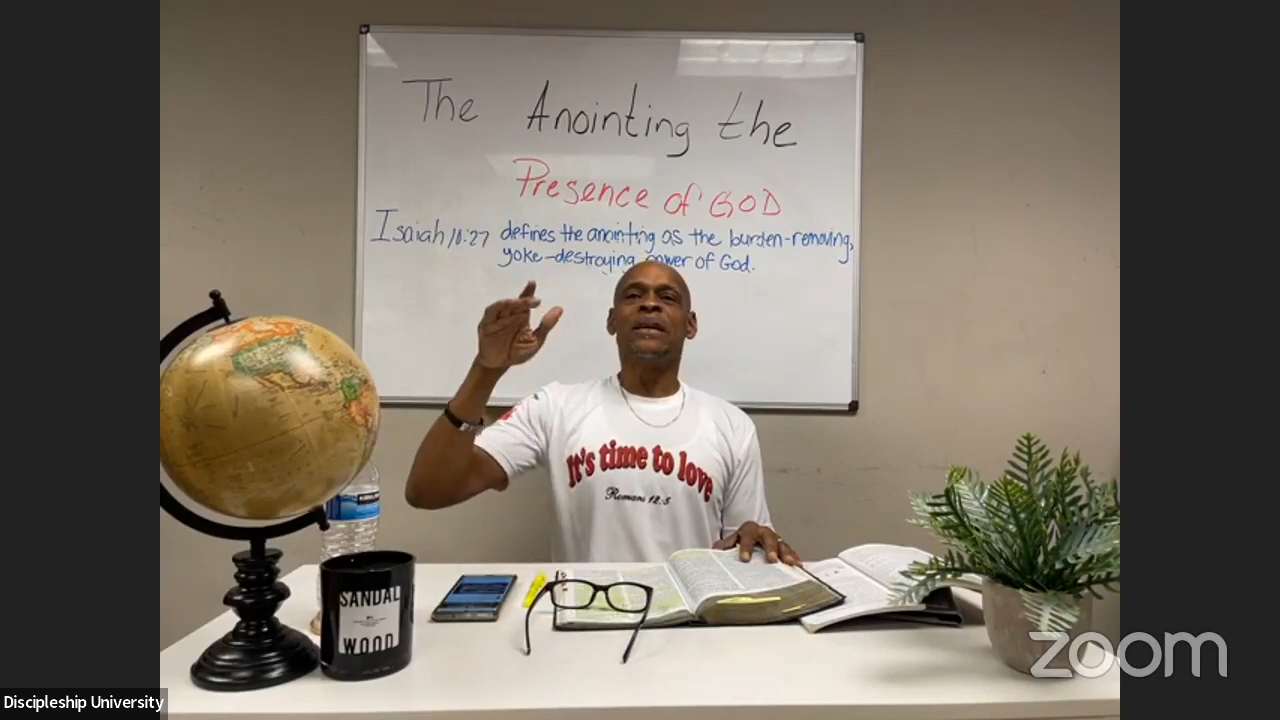 The Anointing the
Presence of GOD
Isaiah 10:27 defines the anointing as the burden-removing,
yoke-destroying power of God.
It's time to love
Romans 12:5
SANDAL
WOOD
zoom
Discipleship University